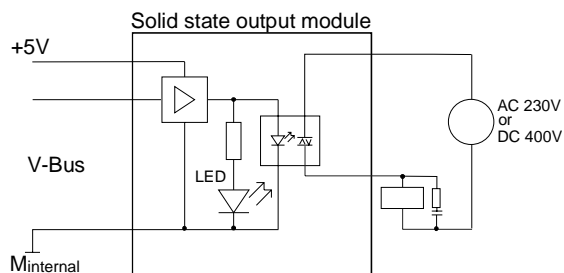 Solid state output module
+5V
AC 230V
or
DC 400V
V-Bus
LED
Minternal